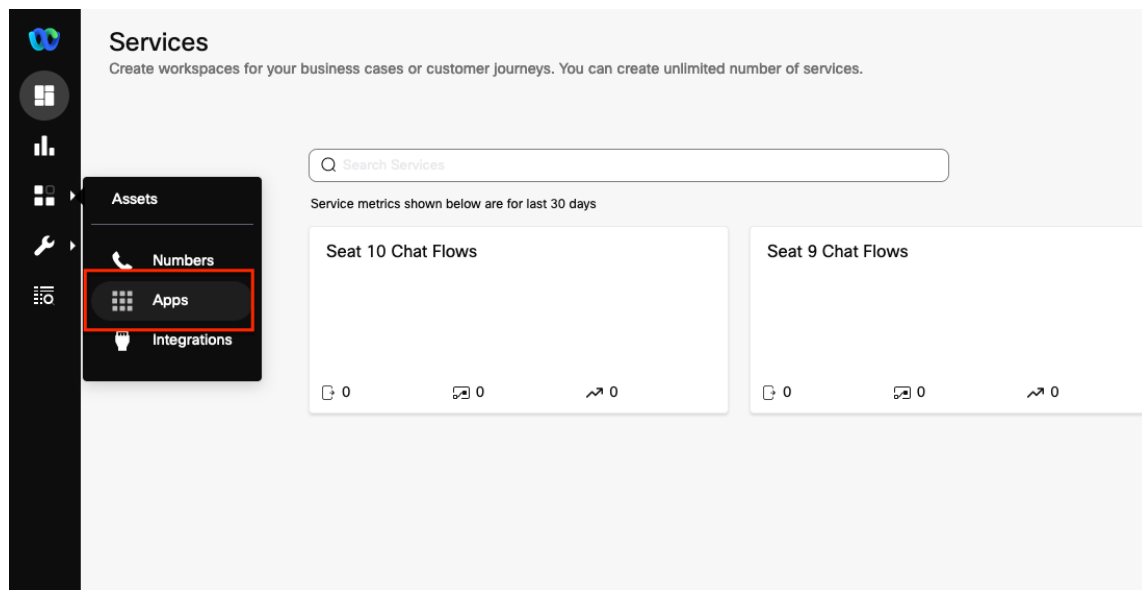 Services
Create workspaces for your business cases or customer journeys. You can create unlimited number of services.
Search Services
Assets
Service metrics shown below are for last 30 days
Numbers
Apps
Integrations
Seat 10 Chat Flows
0 0 0
Seat 9 Chat Flows
0 0 0